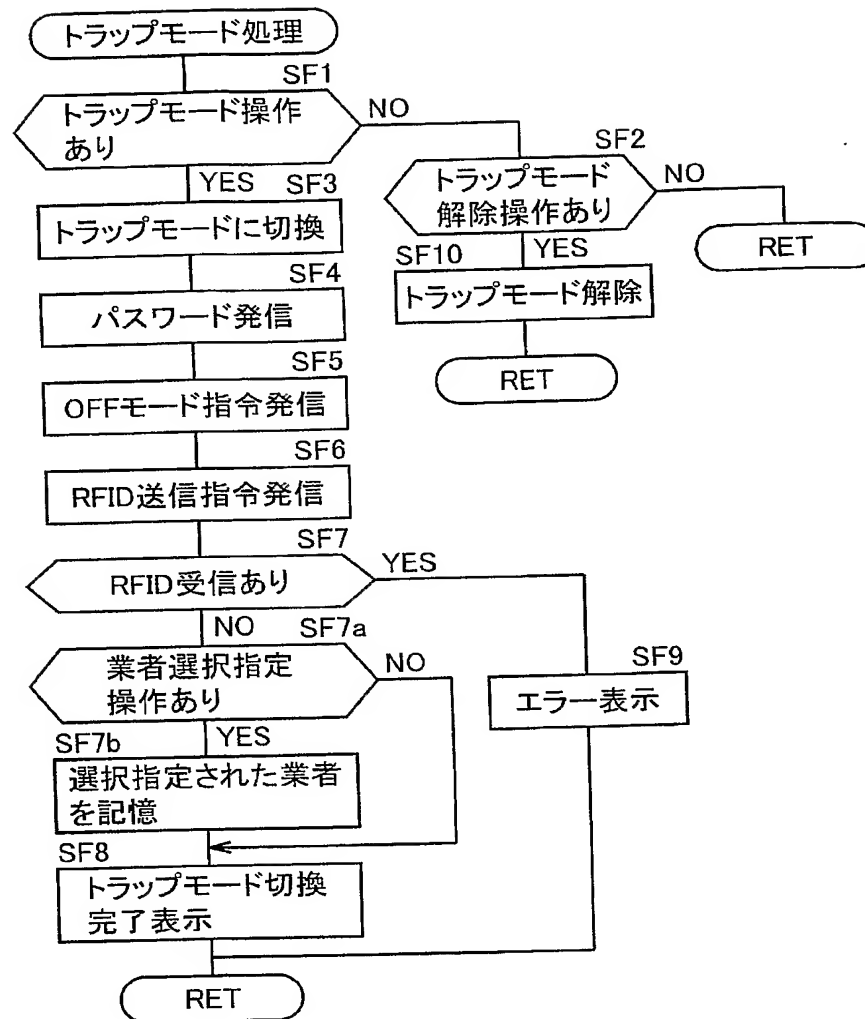 トラップモード処理
SF1
トラップモード操作
あり
NO
SF2
トラップモード
解除操作あり
NO
RET
YES
SF3
トラップモードに切換
SF10
YES
トラップモード解除
RET
SF4
パスワード発信
SF5
OFFモード指令発信
SF6
RFID送信指令発信
SF7
RFID受信あり
YES
NO
SF7a
業者選択指定
操作あり
NO
SF9
エラー表示
SF7b
YES
選択指定された業者
を記憶
SF8
トラップモード切換
完了表示
RET